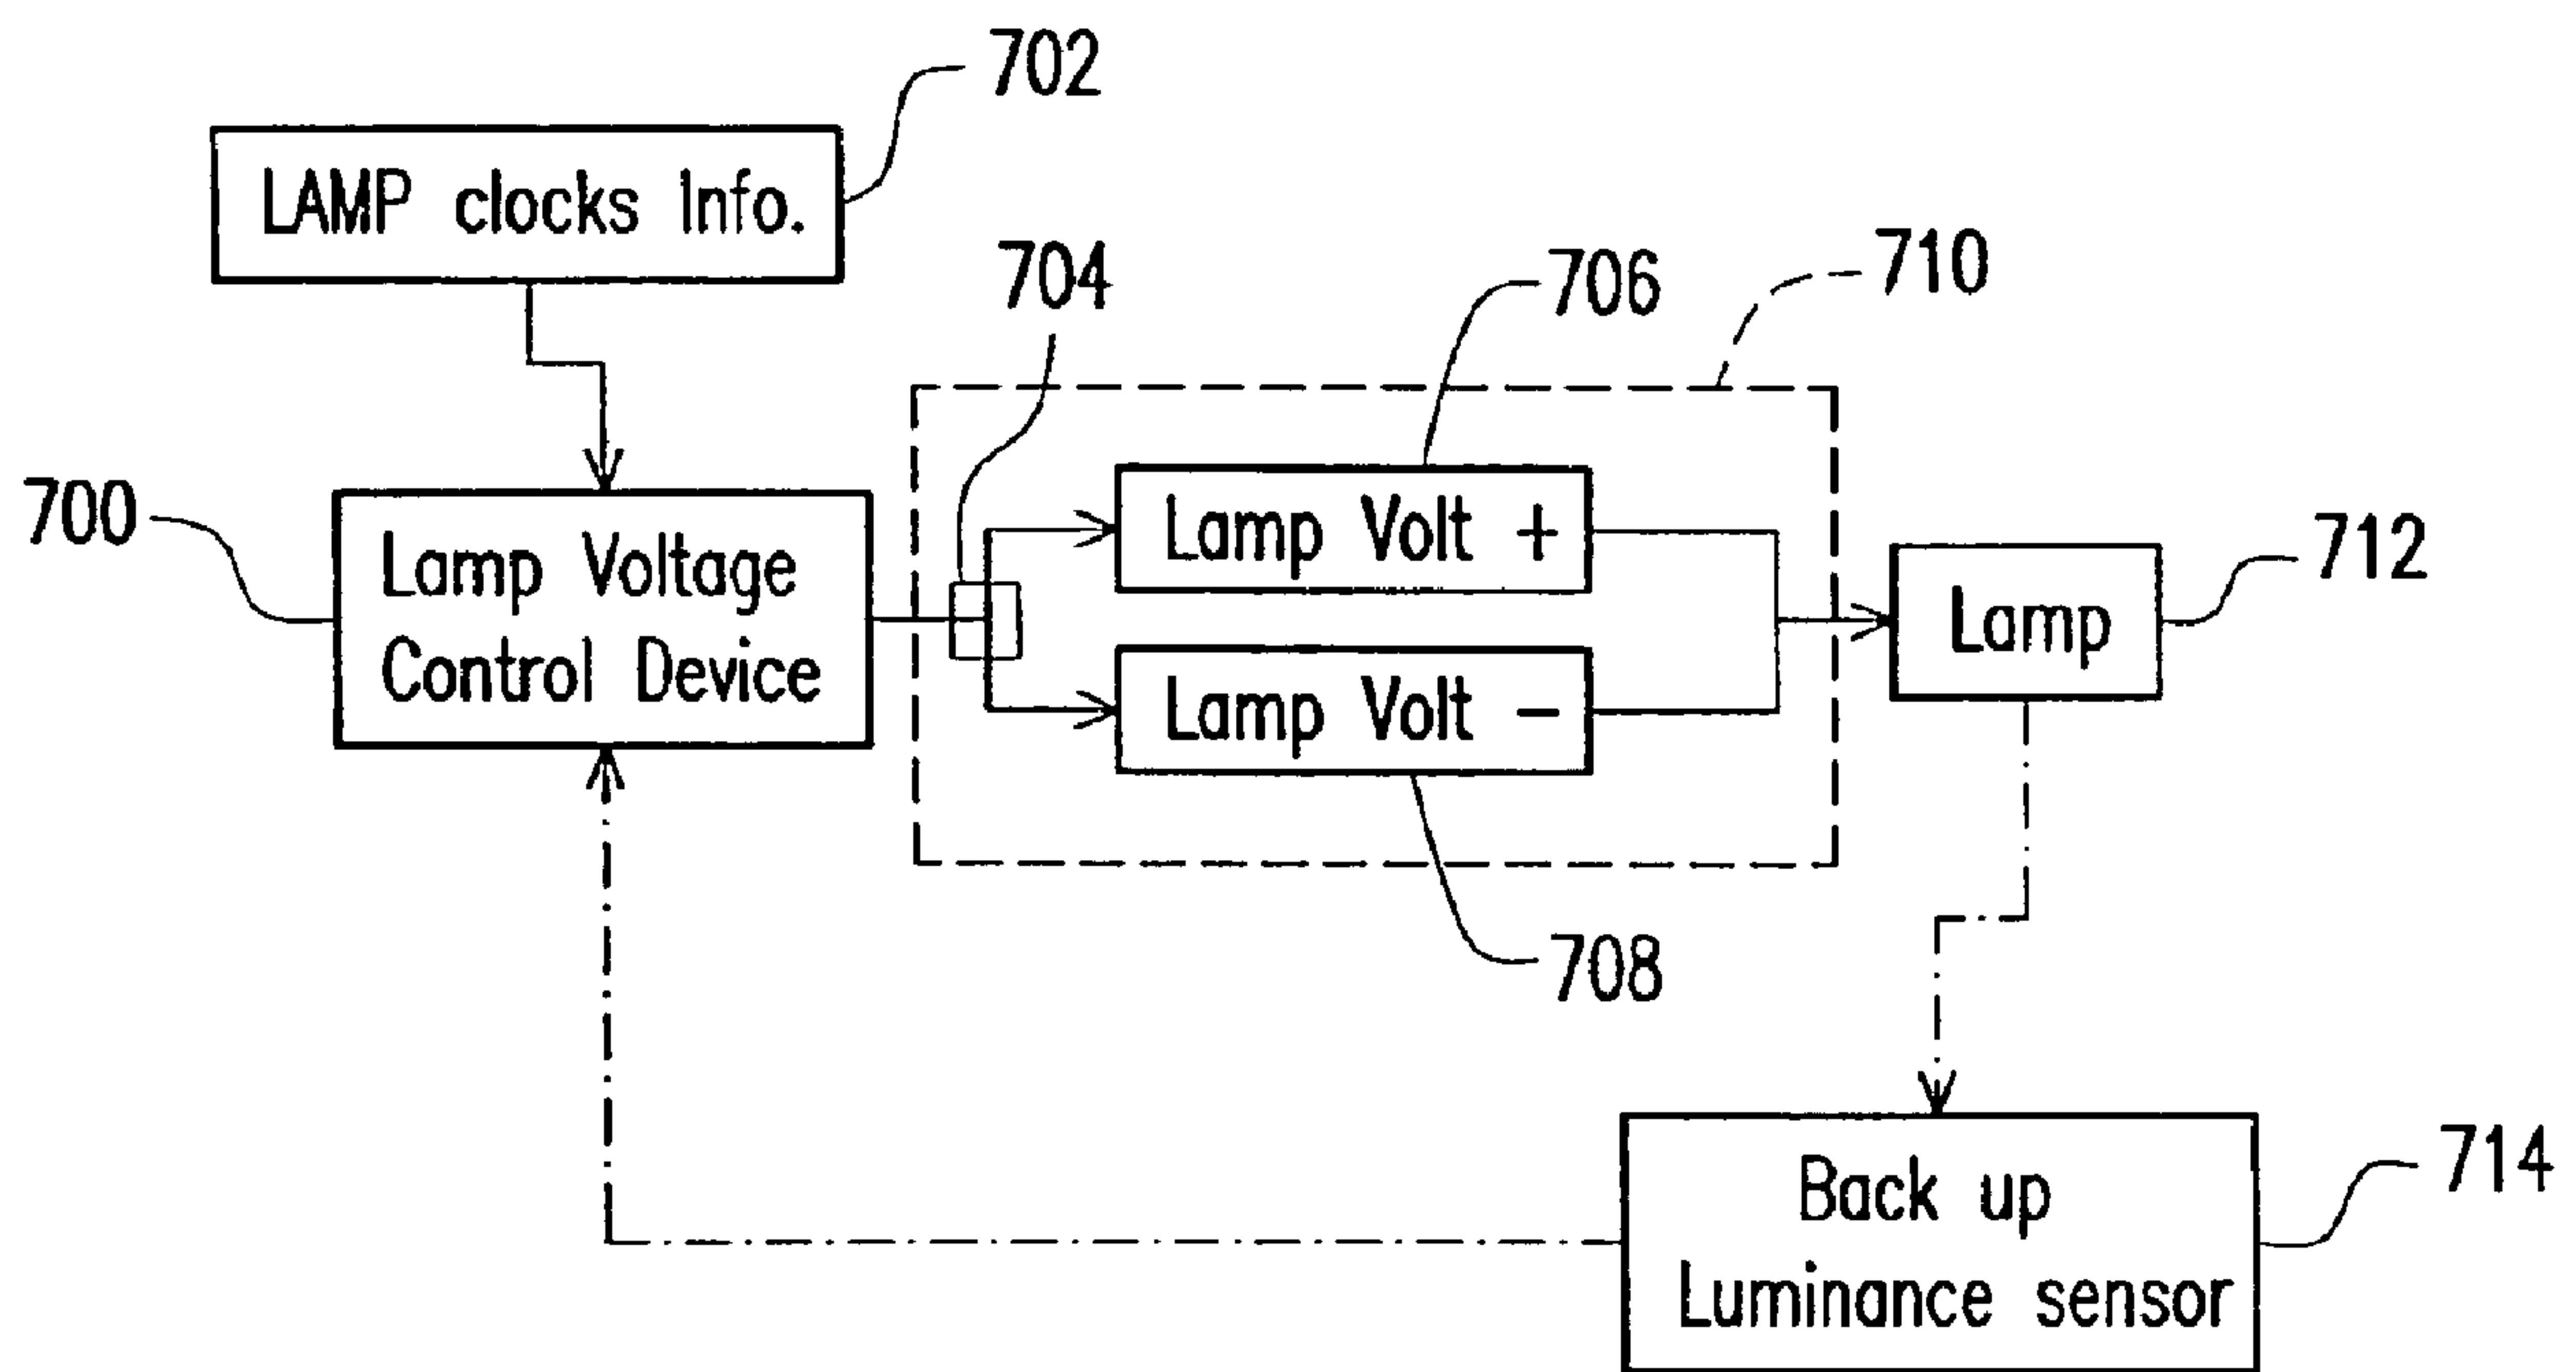 702
LAMP clocks Info.
704
706
710
700
Lamp Voltage
Control Device
Lamp Volt +
Lamp Volt -
712
Lamp
708
714
Back up
Luminance sensor